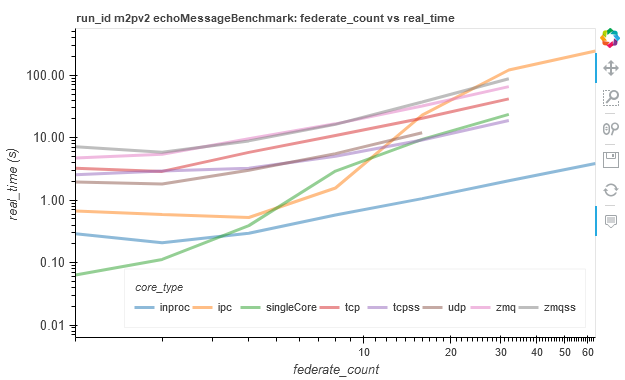 run_id m2pv2 echoMessageBenchmark: federate_count vs real_time
100.00
10.00
1.00
0.10
0.01
real_time (s)
core_type
inproc ipc singleCore tcp tcpss udp zmq zmqss
10 20 30 40 50 60
federate_count